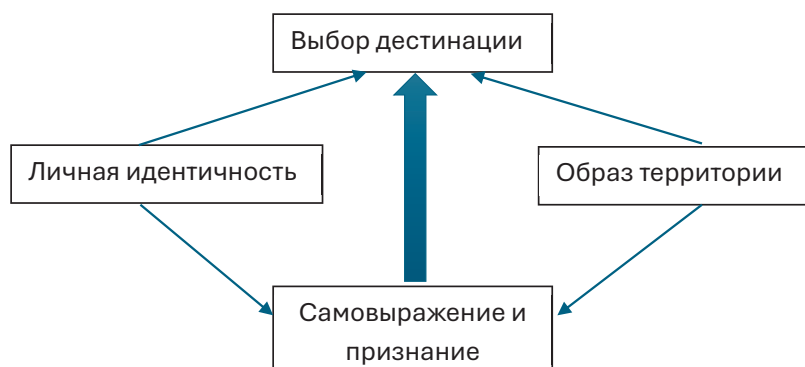 Выбор дестинации
Личная идентичность
Образ территории
Самовыражение и
признание